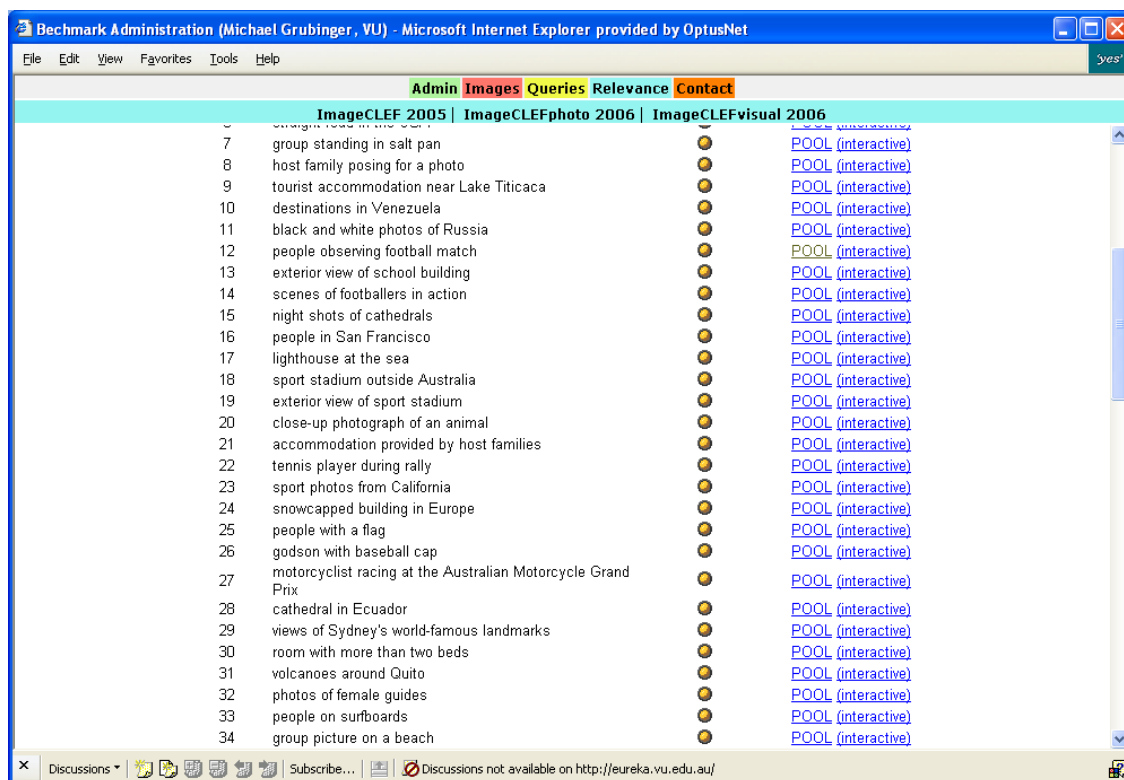 Bechmark Administration (Michael Grubinger, VU) - Microsoft Internet Explorer provided by OptusNet
File Edit View Favorites Tools Help
'yes'
Admin Images Queries Relevance Contact
ImageCLEF 2005 | ImageCLEFphoto 2006 | ImageCLEFvisual 2006
POOL (interactive)
7 group standing in salt pan POOL (interactive)
8 host family posing for a photo POOL (interactive)
9 tourist accommodation near Lake Titicaca POOL (interactive)
10 destinations in Venezuela POOL (interactive)
11 black and white photos of Russia POOL (interactive)
12 people observing football match POOL (interactive)
13 exterior view of school building POOL (interactive)
14 scenes of footballers in action POOL (interactive)
15 night shots of cathedrals POOL (interactive)
16 people in San Francisco POOL (interactive)
17 lighthouse at the sea POOL (interactive)
18 sport stadium outside Australia POOL (interactive)
19 exterior view of sport stadium POOL (interactive)
20 close-up photograph of an animal POOL (interactive)
21 accommodation provided by host families POOL (interactive)
22 tennis player during rally POOL (interactive)
23 sport photos from California POOL (interactive)
24 snowcapped building in Europe POOL (interactive)
25 people with a flag POOL (interactive)
26 godson with baseball cap POOL (interactive)
27 motorcyclist racing at the Australian Motorcycle Grand
Prix POOL (interactive)
28 cathedral in Ecuador POOL (interactive)
29 views of Sydney's world-famous landmarks POOL (interactive)
30 room with more than two beds POOL (interactive)
31 volcanoes around Quito POOL (interactive)
32 photos of female guides POOL (interactive)
33 people on surfboards POOL (interactive)
34 group picture on a beach POOL (interactive)
Discussions Subscribe... Discussions not available on http://eureka.vu.edu.au/